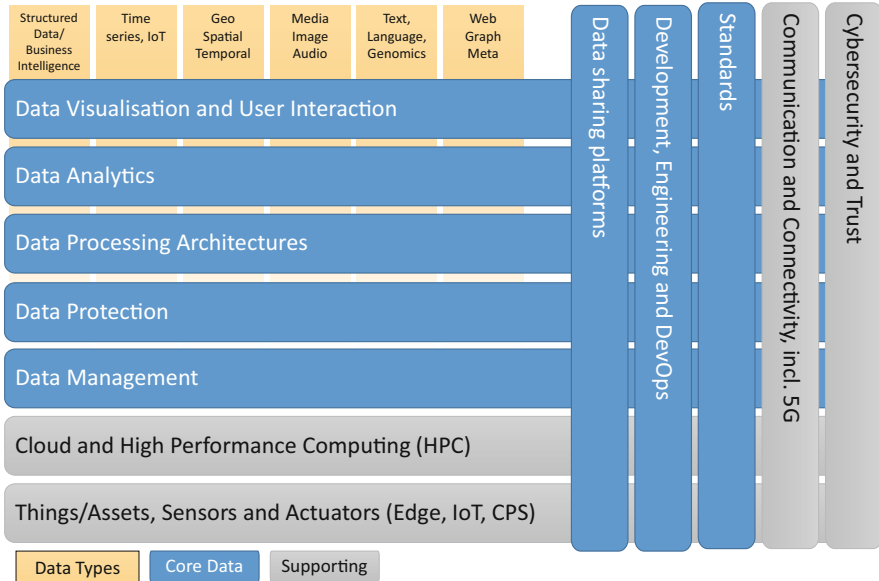 Structured
Data/
Business
Intelligence
Time
series, IoT
Geo
Spatial
Temporal
Media
Image
Audio
Text,
Language,
Genomics
Web
Graph
Meta
Data sharing platforms
Development, Engineering and DevOps
Standards
Communication and Connectivity, incl. 5G
Cybersecurity and Trust
Data Visualisation and User Interaction
Data Analytics
Data Processing Architectures
Data Protection
Data Management
Cloud and High Performance Computing (HPC)
Things/Assets, Sensors and Actuators (Edge, IoT, CPS)
Data Types
Core Data
Supporting